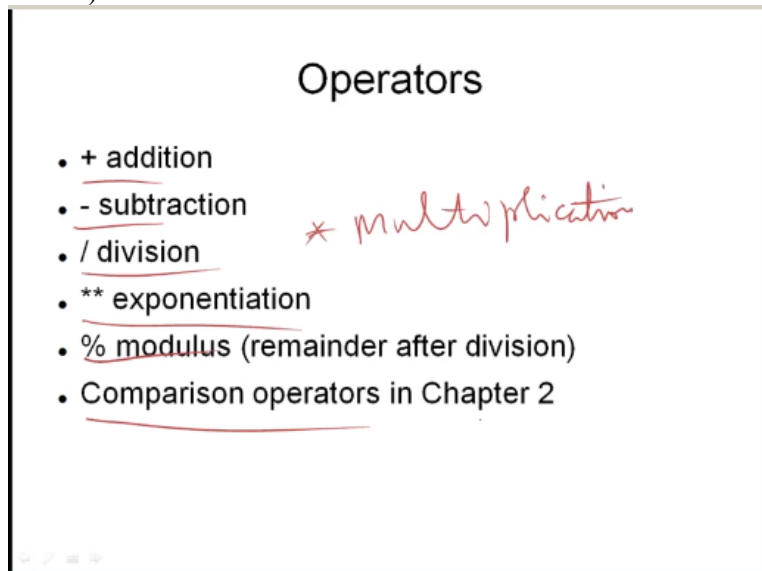 Operators
• + addition
• - subtraction
* multiplication
• / division
• ** exponentiation
• % modulus (remainder after division)
• Comparison operators in Chapter 2